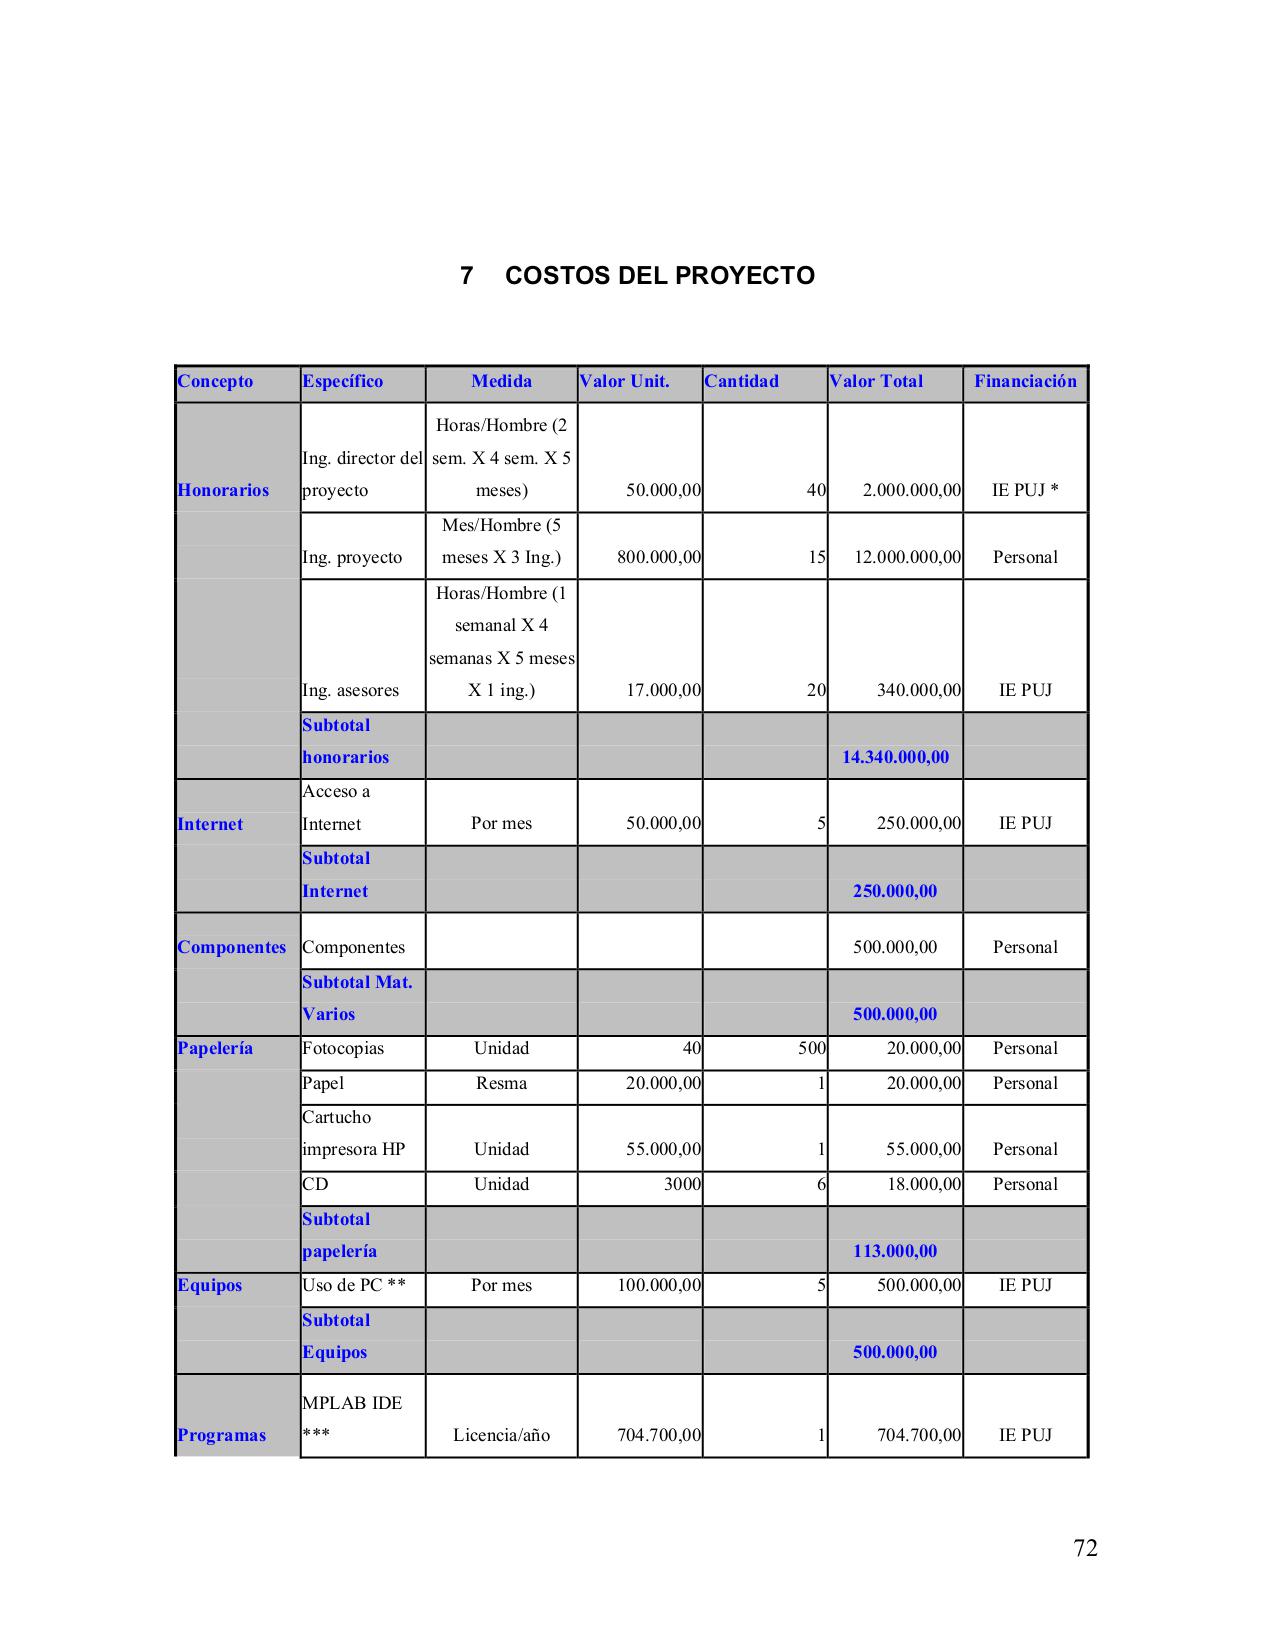 7 COSTOS DEL PROYECTO
Concepto Específico Medida Valor Unit. Cantidad Valor Total Financiación
Horas/Hombre (2
Ing. director del sem. X 4 sem. X 5
Honorarios proyecto meses) 50.000,00 40 2.000.000,00 IE PUJ *
Mes/Hombre (5
Ing. proyecto meses X 3 Ing.) 800.000,00 15 12.000.000,00 Personal
Horas/Hombre (1
semanal X 4
semanas X 5 meses
Ing. asesores X 1 ing.) 17.000,00 20 340.000,00 IE PUJ
Subtotal
honorarios 14.340.000,00
Acceso a
Internet Internet Por mes 50.000,00 5 250.000,00 IE PUJ
Subtotal
Internet 250.000,00
Componentes Componentes 500.000,00 Personal
Subtotal Mat.
Varios 500.000,00
Papelería Fotocopias Unidad 40 500 20.000,00 Personal
Papel Resma 20.000,00 1 20.000,00 Personal
Cartucho
impresora HP Unidad 55.000,00 1 55.000,00 Personal
CD Unidad 3000 6 18.000,00 Personal
Subtotal
papelería 113.000,00
Equipos Uso de PC ** Por mes 100.000,00 5 500.000,00 IE PUJ
Subtotal
Equipos 500.000,00
MPLAB IDE
Programas *** Licencia/año 704.700,00 1 704.700,00 IE PUJ
72